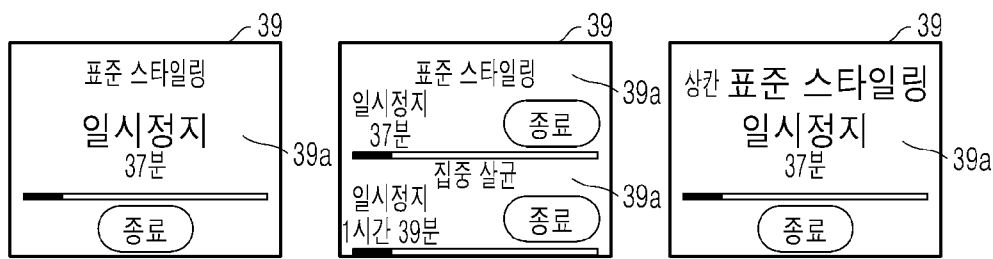 39
표준 스타일링
일시정지
37분
39a
종료
39
표준 스타일링
39a
일시정지
37분
종료
집중 살균
39a
일시정지
1시간 39분
종료
39
상칸 표준 스타일링
일시정지
37분
39a
종료